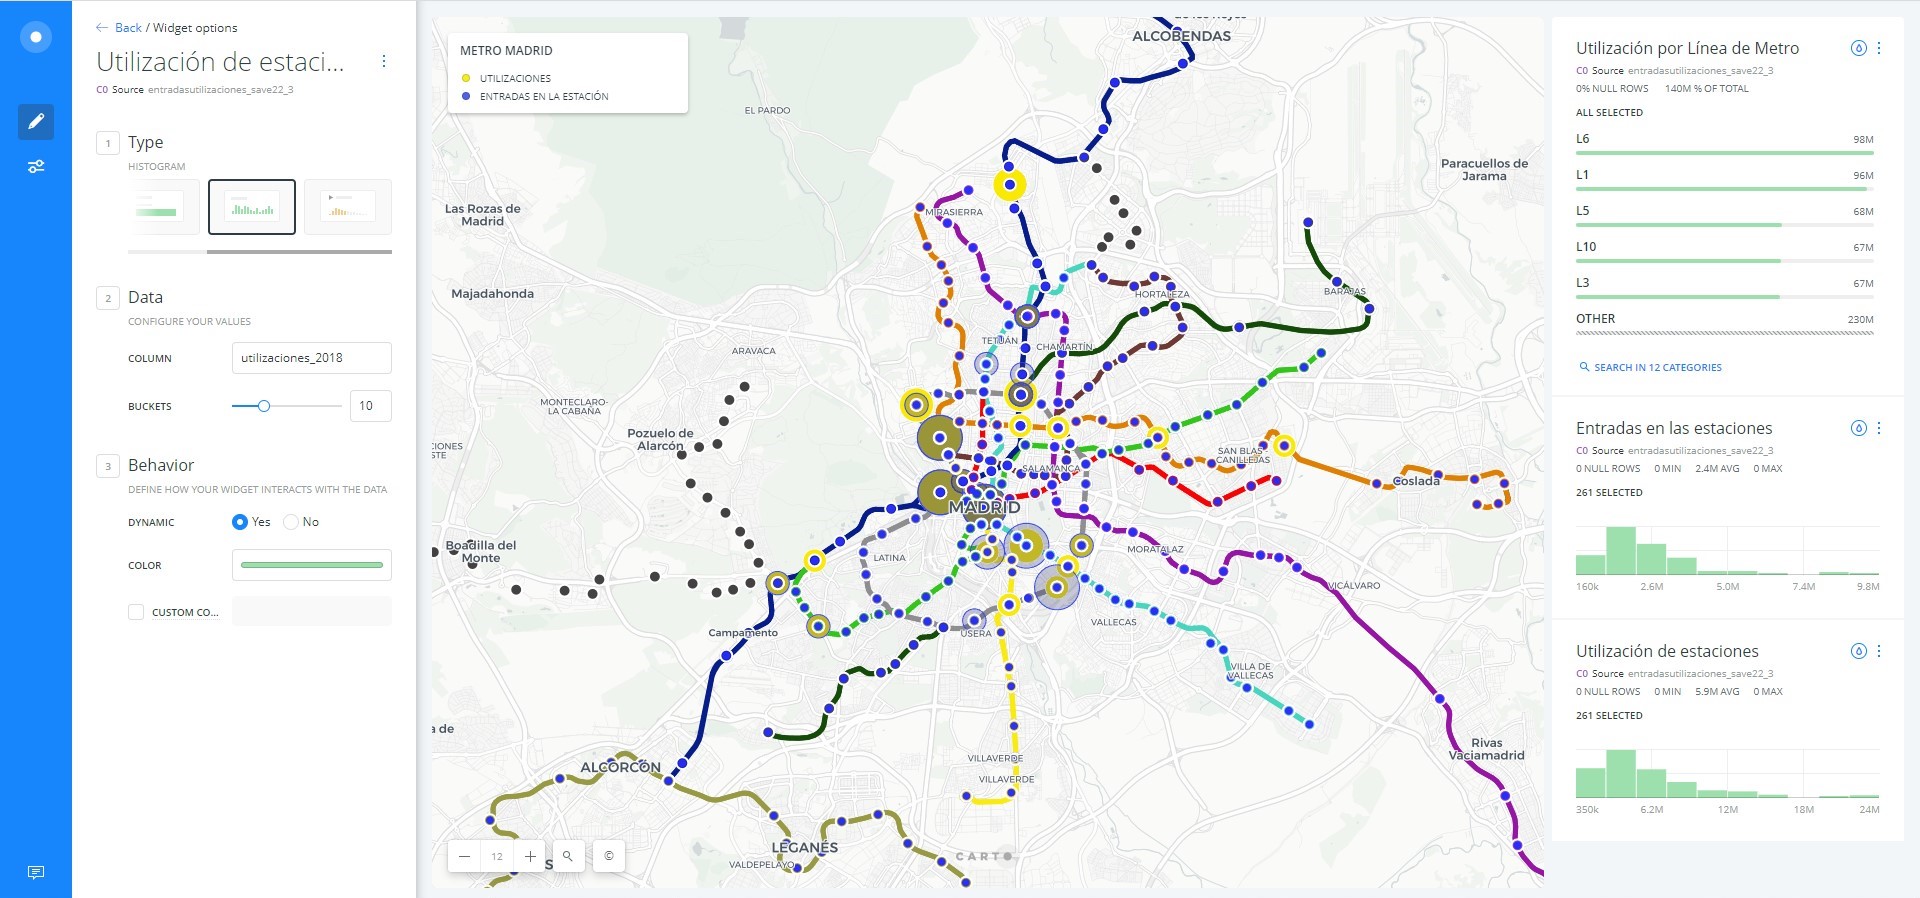 ← Back / Widget options
Utilización de estaci...
C0 Source entradasutilizaciones_save22_3
1 Type
HISTOGRAM
2 Data
CONFIGURE YOUR VALUES
COLUMN utilizaciones_2018
BUCKETS 10
3 Behavior
DEFINE HOW YOUR WIDGET INTERACTS WITH THE DATA
DYNAMIC Yes No
COLOR
CUSTOM CO...
METRO MADRID
UTILIZACIONES
ENTRADAS EN LA ESTACIÓN
ALCOBENDAS
EL PARDO
Paracuellos de
Jarama
Las Rozas de
Madrid
MIRASIERRA
Majadahonda
HORTALEZA
BARAJAS
TETUÁN
CHAMARTÍN
ARAVACA
MONTECLARO-
LA CABAÑA
Pozuelo de
Alarcón
CIONES
STE
SAN BLAS -
CANILLEJAS
SALAMANCA
Coslada
MADRID
Boadilla del
Monte
LATINA
MORATALAZ
VICÁLVARO
Campamento
USERA
VALLECAS
VILLA DE
VALLECAS
a de
Rivas
Vaciamadrid
VILLAVERDE
VILLAVERDE
ALCORCÓN
LEGANÉS
VALDEPELAYO
S
− 12 +
©
CARTO
Utilización por Línea de Metro
C0 Source entradasutilizaciones_save22_3
0% NULL ROWS 140M % OF TOTAL
ALL SELECTED
L6 98M
L1 96M
L5 68M
L10 67M
L3 67M
OTHER 230M
SEARCH IN 12 CATEGORIES
Entradas en las estaciones
C0 Source entradasutilizaciones_save22_3
0 NULL ROWS 0 MIN 2.4M AVG 0 MAX
261 SELECTED
160k 2.6M 5.0M 7.4M 9.8M
Utilización de estaciones
C0 Source entradasutilizaciones_save22_3
0 NULL ROWS 0 MIN 5.9M AVG 0 MAX
261 SELECTED
350k 6.2M 12M 18M 24M